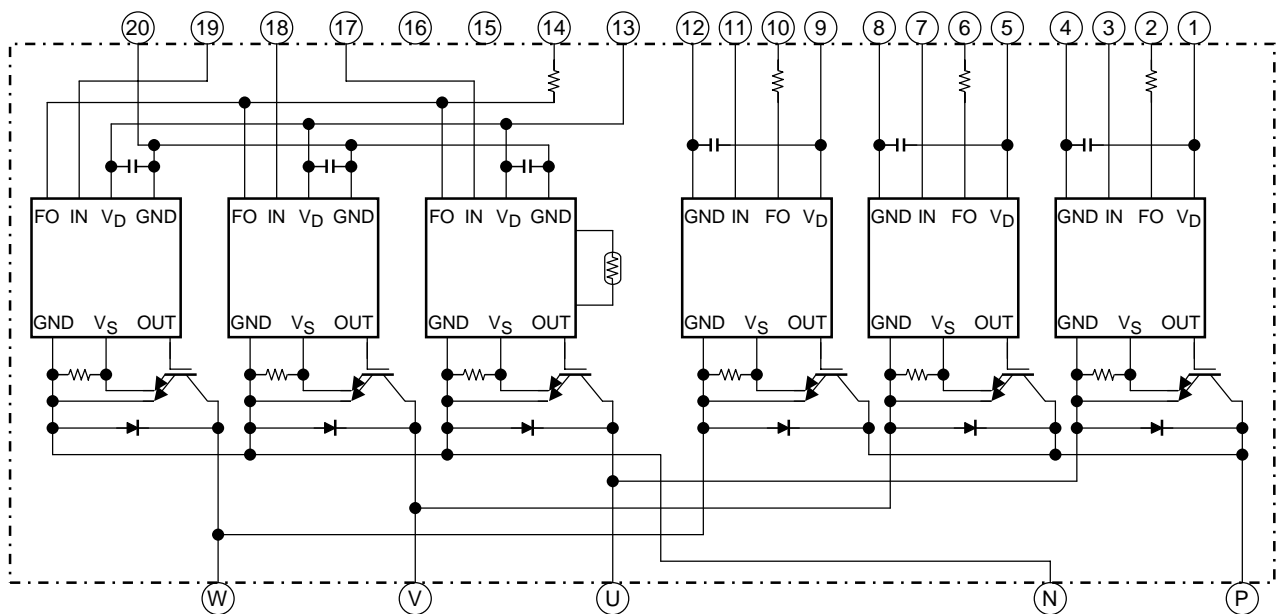 20 19 18 17 16 15 14 13 12 11 10 9 8 7 6 5 4 3 2 1
FO IN VD GND FO IN VD GND FO IN VD GND GND IN FO VD GND IN FO VD GND IN FO VD
GND VS OUT GND VS OUT GND VS OUT GND VS OUT GND VS OUT GND VS OUT
W V U N P